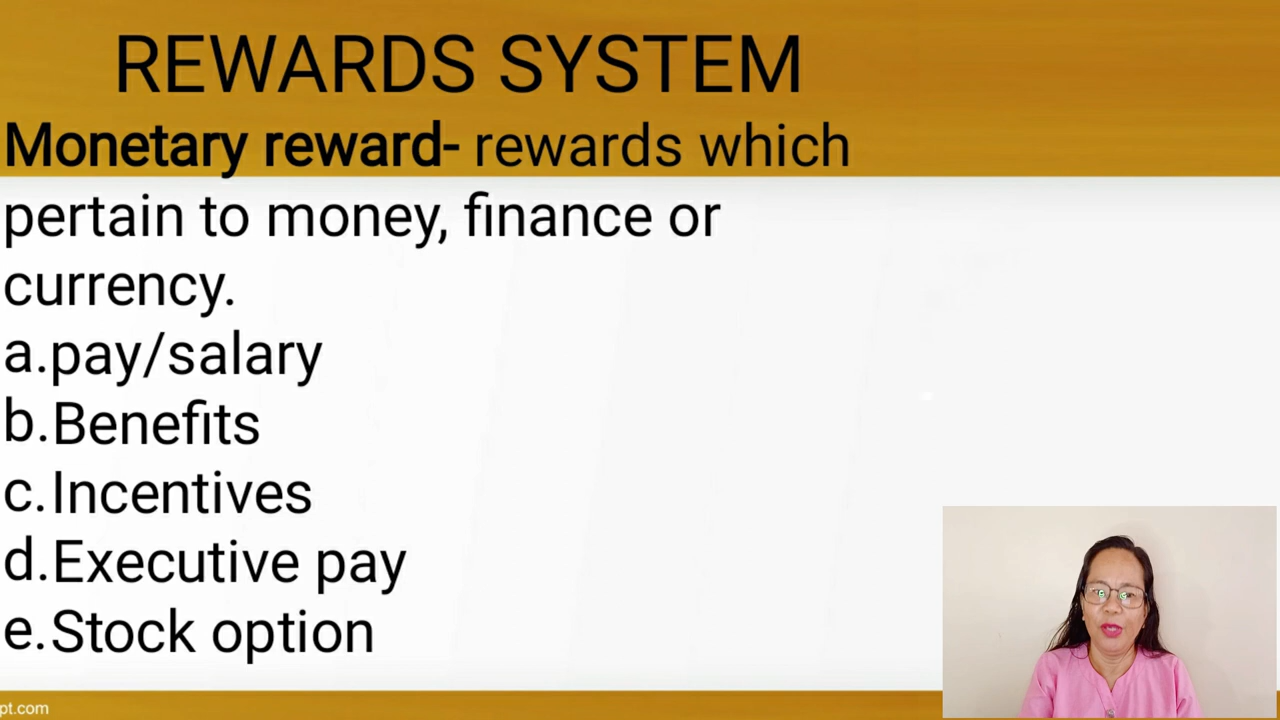 REWARDS SYSTEM
Monetary reward- rewards which
pertain to money, finance or
currency.
a.pay/salary
b.Benefits
c.Incentives
d.Executive pay
e.Stock option
pt.com